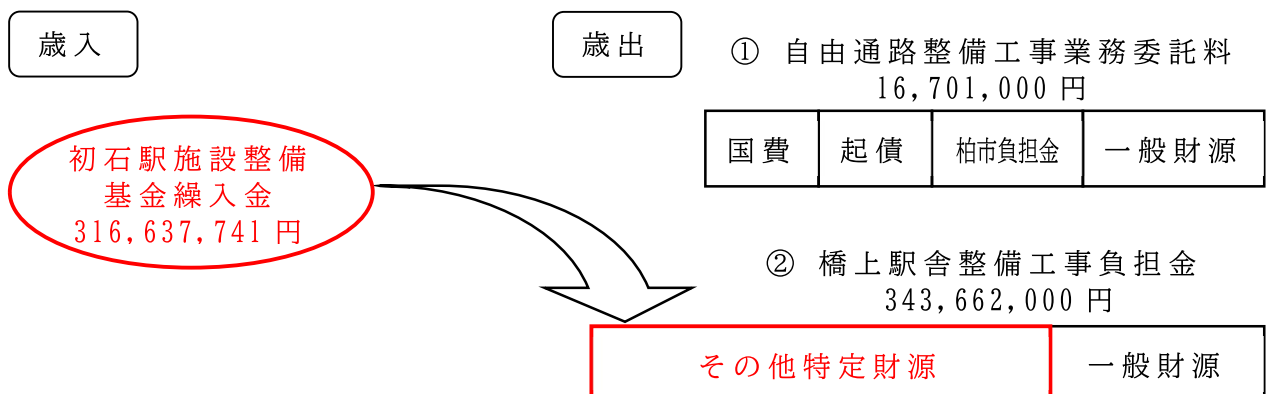 歳入
初石駅施設整備
基金繰入金
316,637,741 円
歳出
① 自由通路整備工事業務委託料
16,701,000 円
国費 起債 柏市負担金 一般財源
② 橋上駅舎整備工事負担金
343,662,000 円
その他特定財源 一般財源